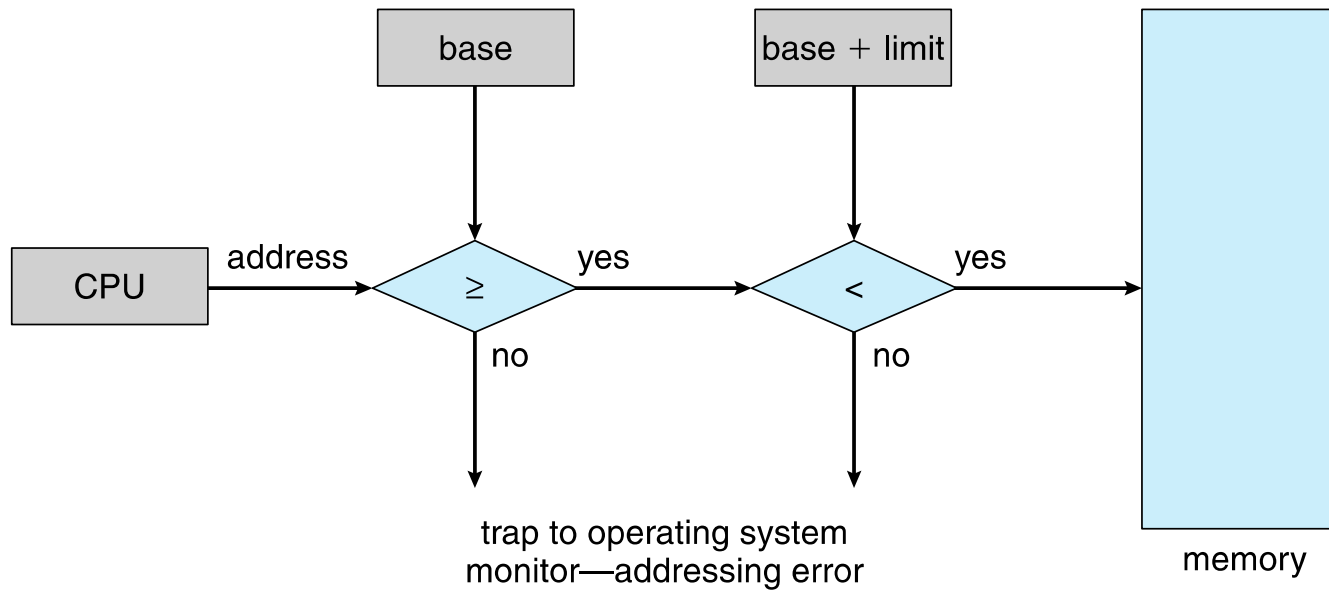 base
base + limit
CPU
address
≥
yes
<
yes
no
no
trap to operating system
monitor—addressing error
memory